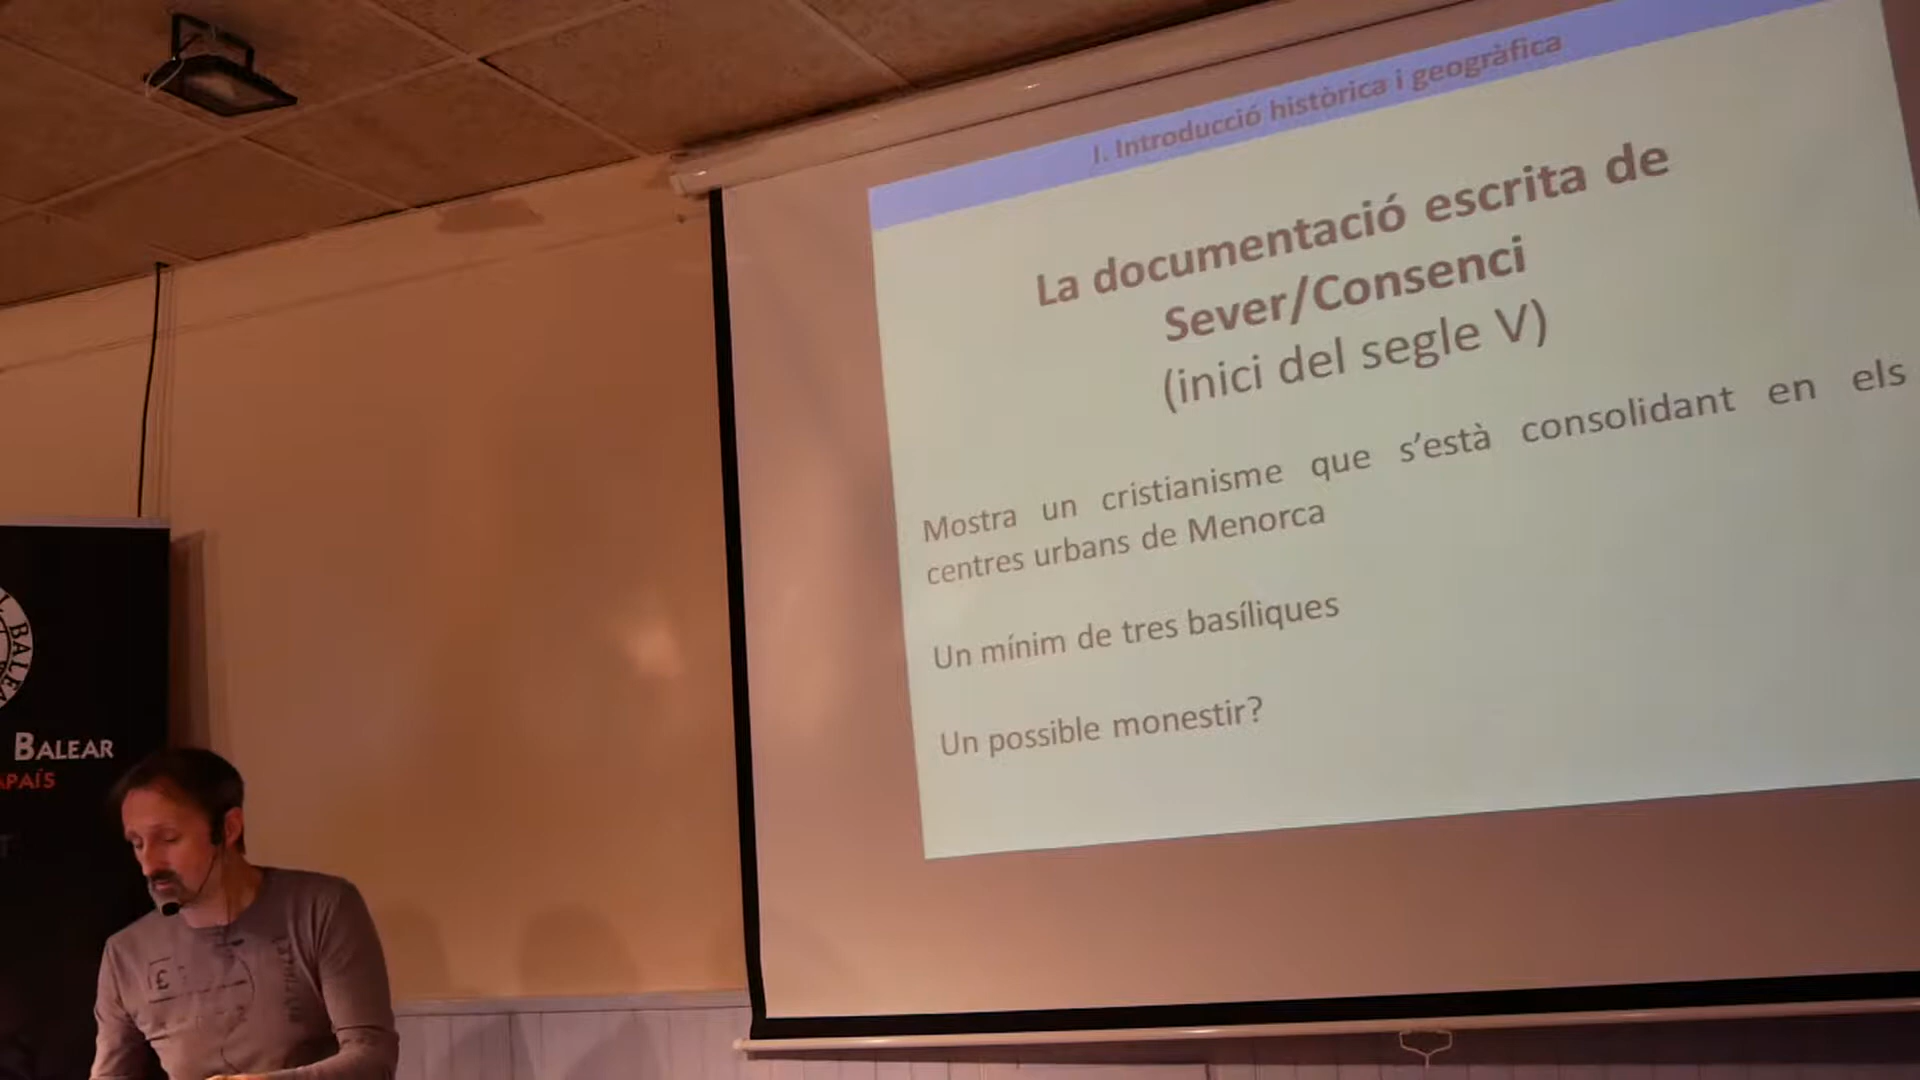 I. Introducció històrica i geogràfica
La documentació escrita de
Sever/Consenci
(inici del segle V)
Mostra un cristianisme que s'està consolidant en els
centres urbans de Menorca
Un mínim de tres basíliques
Un possible monestir?
BALEAR